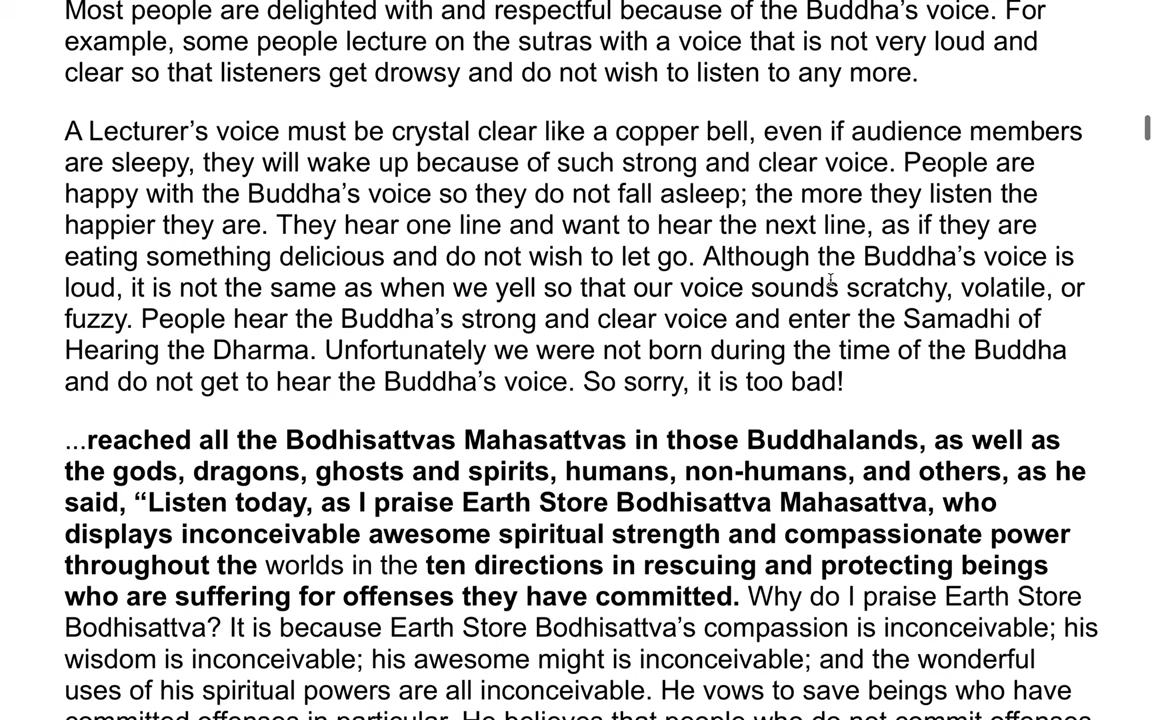 Most people are delighted with and respectful because of the Buddha’s voice. For
example, some people lecture on the sutras with a voice that is not very loud and
clear so that listeners get drowsy and do not wish to listen to any more.
A Lecturer’s voice must be crystal clear like a copper bell, even if audience members
are sleepy, they will wake up because of such strong and clear voice. People are
happy with the Buddha’s voice so they do not fall asleep; the more they listen the
happier they are. They hear one line and want to hear the next line, as if they are
eating something delicious and do not wish to let go. Although the Buddha’s voice is
loud, it is not the same as when we yell so that our voice sounds scratchy, volatile, or
fuzzy. People hear the Buddha’s strong and clear voice and enter the Samadhi of
Hearing the Dharma. Unfortunately we were not born during the time of the Buddha
and do not get to hear the Buddha’s voice. So sorry, it is too bad!
...reached all the Bodhisattvas Mahasattvas in those Buddhalands, as well as
the gods, dragons, ghosts and spirits, humans, non-humans, and others, as he
said, “Listen today, as I praise Earth Store Bodhisattva Mahasattva, who
displays inconceivable awesome spiritual strength and compassionate power
throughout the worlds in the ten directions in rescuing and protecting beings
who are suffering for offenses they have committed. Why do I praise Earth Store
Bodhisattva? It is because Earth Store Bodhisattva’s compassion is inconceivable; his
wisdom is inconceivable; his awesome might is inconceivable; and the wonderful
uses of his spiritual powers are all inconceivable. He vows to save beings who have
committed offenses in particular. He believes that people who do not commit offenses